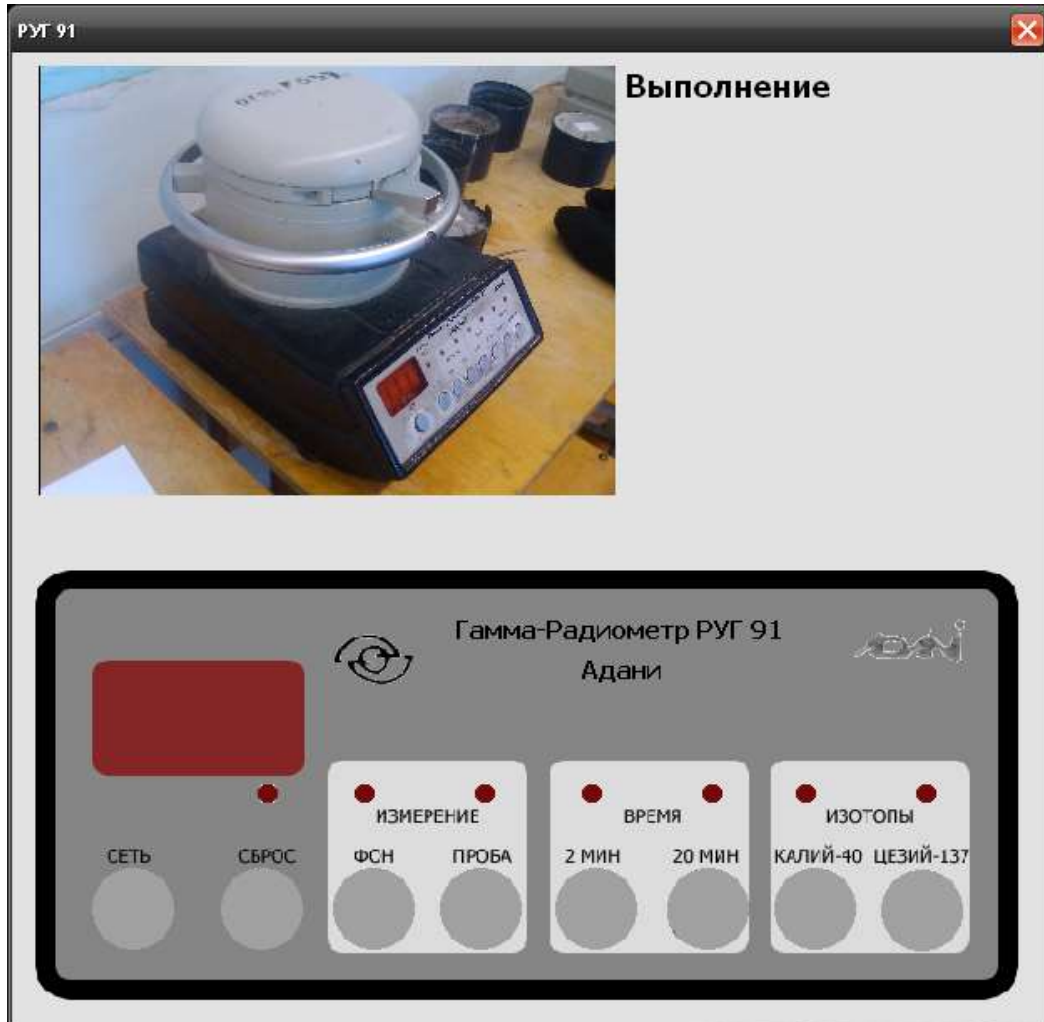 РУГ 91
Выполнение
Гамма-Радиометр РУГ 91
Адани
ADANI
ИЗМЕРЕНИЕ
ВРЕМЯ
ИЗОТОПЫ
СЕТЬ
СБРОС
ФСН
ПРОБА
2 МИН
20 МИН
КАЛИЙ-40
ЦЕЗИЙ-137